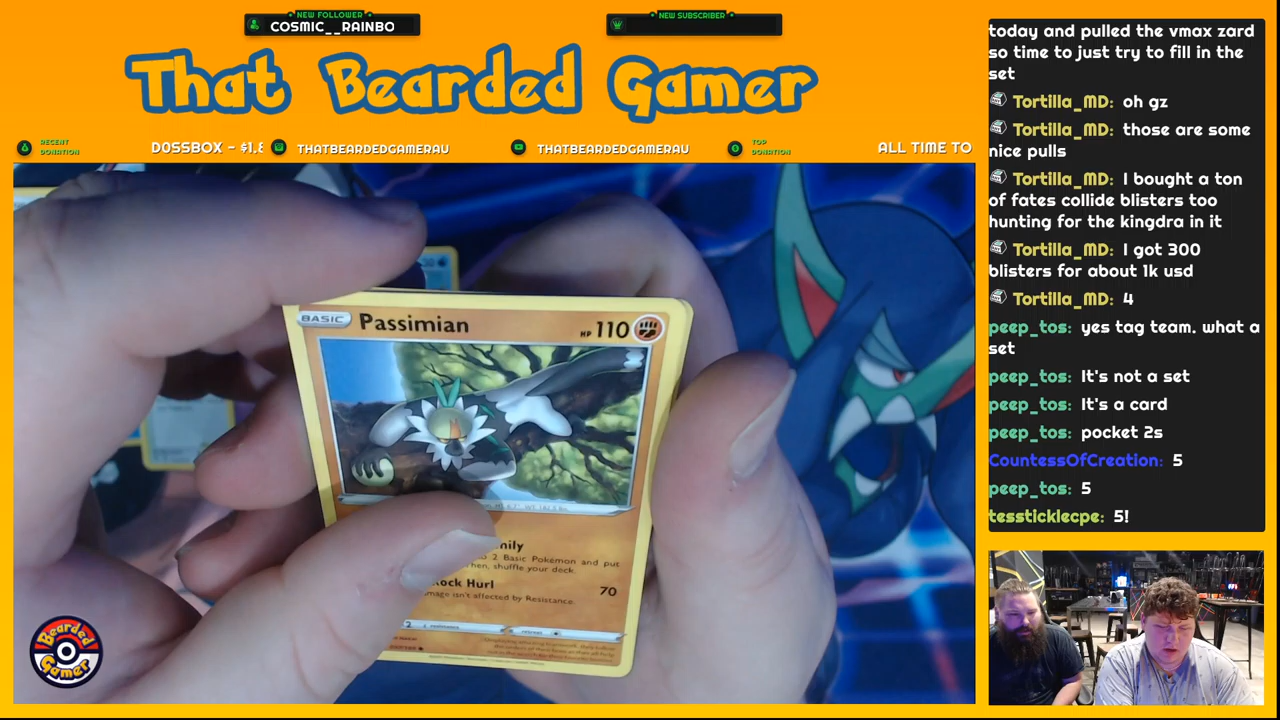 NEW FOLLOWER
COSMIC__RAINBO
NEW SUBSCRIBER
That Bearded Gamer
RECENT
DONATION
DOSSBOX - $1.8
THATBEARDEDGAMERAU
THATBEARDEDGAMERAU
TOP
DONATION
ALL TIME TO
BASIC
Passimian
HP 110
2 Basic Pokémon and put
shuffle your deck.
Rock Hurl
70
damage isn't affected by Resistance.
Bearded
Gamer
today and pulled the vmax zard
so time to just try to fill in the
set
Tortilla_MD: oh gz
Tortilla_MD: those are some
nice pulls
Tortilla_MD: I bought a ton
of fates collide blisters too
hunting for the kingdra in it
Tortilla_MD: I got 300
blisters for about 1k usd
Tortilla_MD: 4
peep_tos: yes tag team. what a
set
peep_tos: It's not a set
peep_tos: It's a card
peep_tos: pocket 2s
CountessOfCreation: 5
peep_tos: 5
tessticklecpe: 5!